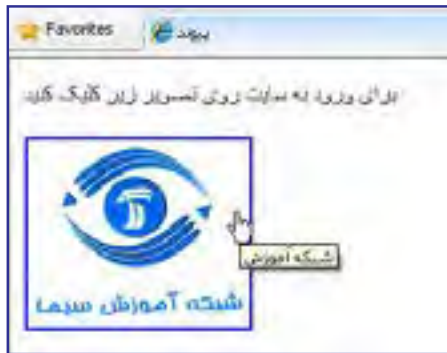 Favorites پیوند
برای ورود به سایت روی تصویر زیر کلیک کنید
شبکه آموزش
شبکه آموزش سیما